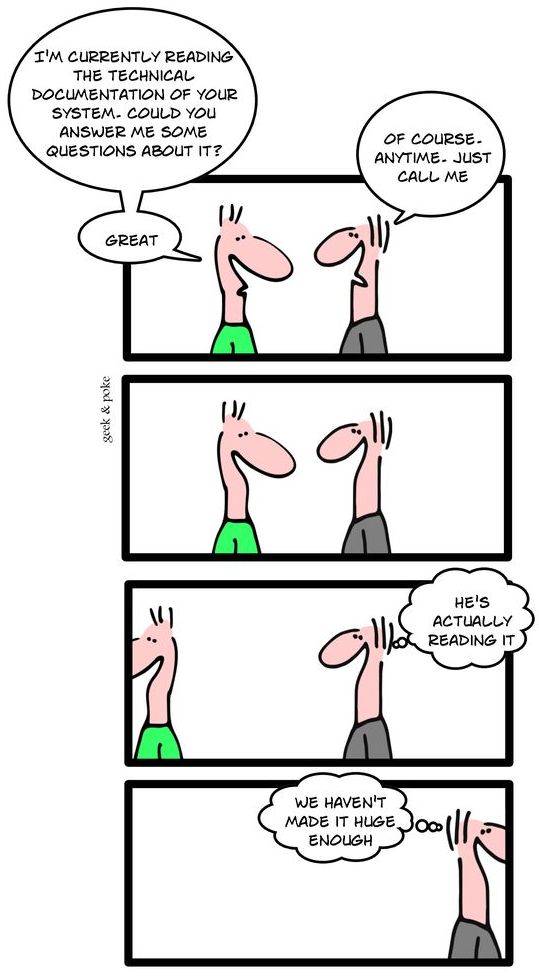 I'M CURRENTLY READING
THE TECHNICAL
DOCUMENTATION OF YOUR
SYSTEM. COULD YOU
ANSWER ME SOME
QUESTIONS ABOUT IT?
OF COURSE.
ANYTIME. JUST
CALL ME
GREAT
geek & poke
HE'S
ACTUALLY
READING IT
WE HAVEN'T
MADE IT HUGE
ENOUGH